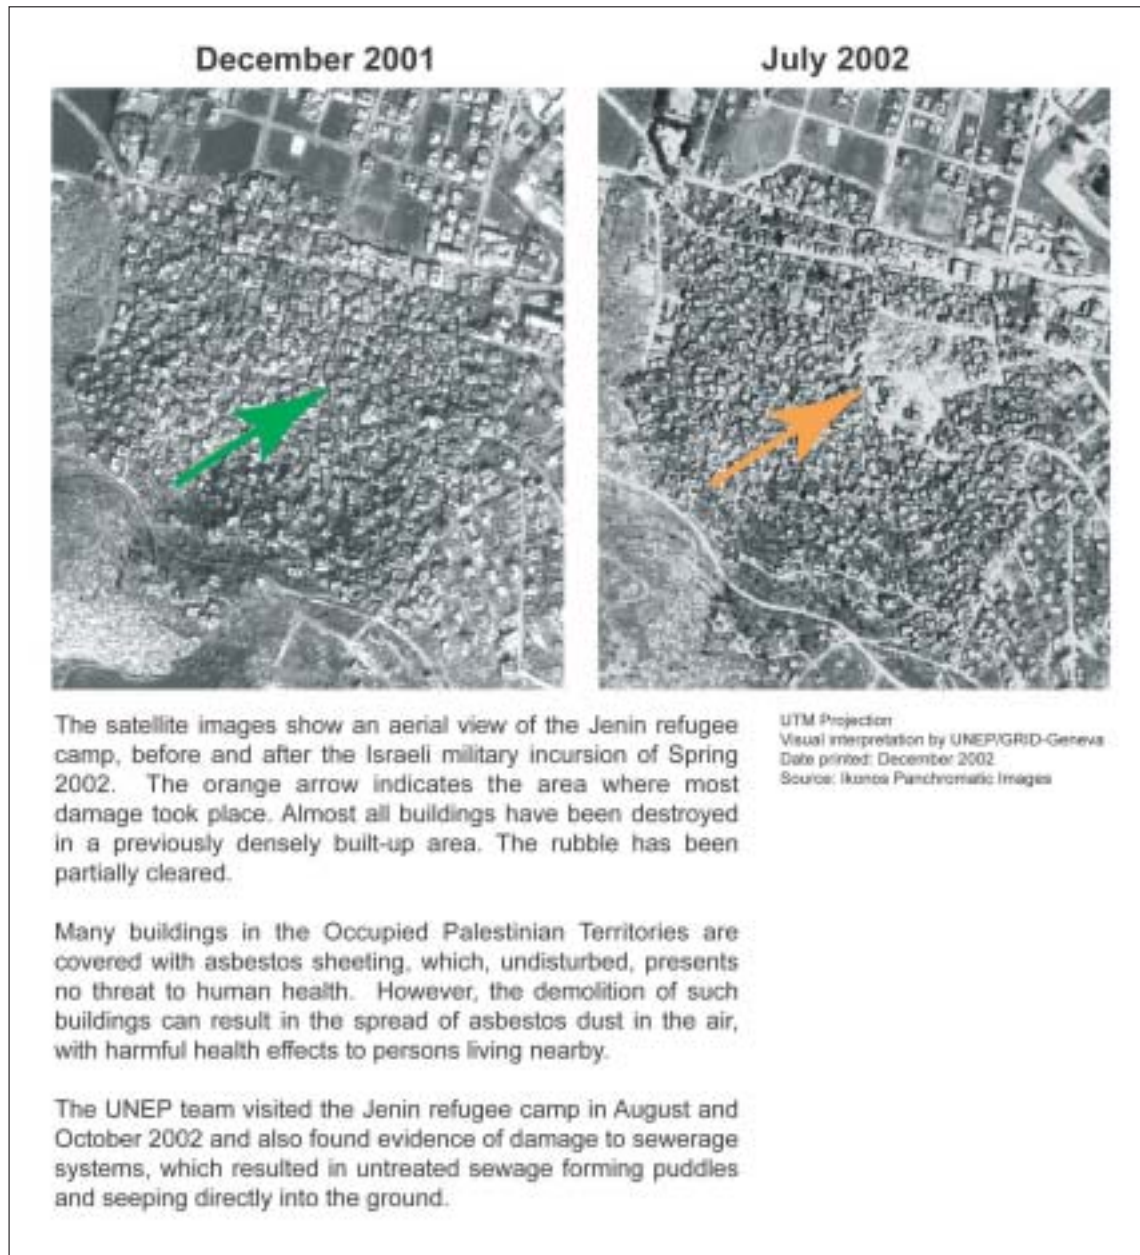 December 2001
July 2002
The satellite images show an aerial view of the Jenin refugee
camp, before and after the Israeli military incursion of Spring
2002. The orange arrow indicates the area where most
damage took place. Almost all buildings have been destroyed
in a previously densely built-up area. The rubble has been
partially cleared.
Many buildings in the Occupied Palestinian Territories are
covered with asbestos sheeting, which, undisturbed, presents
no threat to human health. However, the demolition of such
buildings can result in the spread of asbestos dust in the air,
with harmful health effects to persons living nearby.
The UNEP team visited the Jenin refugee camp in August and
October 2002 and also found evidence of damage to sewerage
systems, which resulted in untreated sewage forming puddles
and seeping directly into the ground.
UTM Projection
Visual interpretation by UNEP/GRID-Geneva
Date printed: December 2002
Source: Ikonos Panchromatic Images